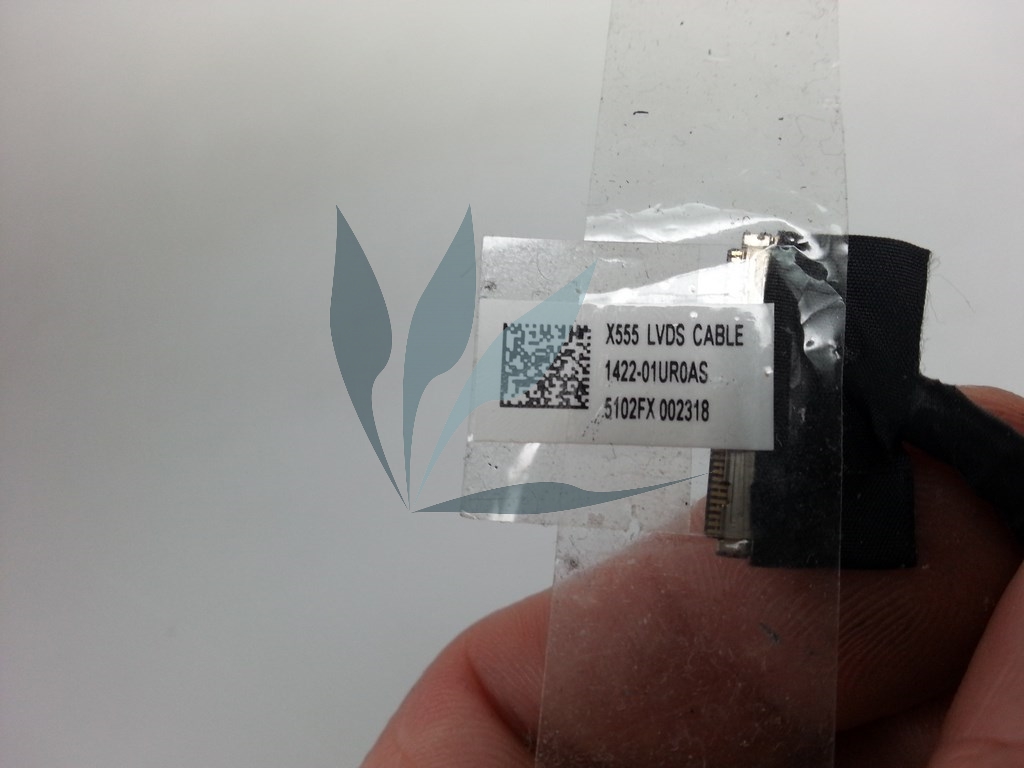 X555 LVDS CABLE
1422-01UR0AS
5102FX 002318